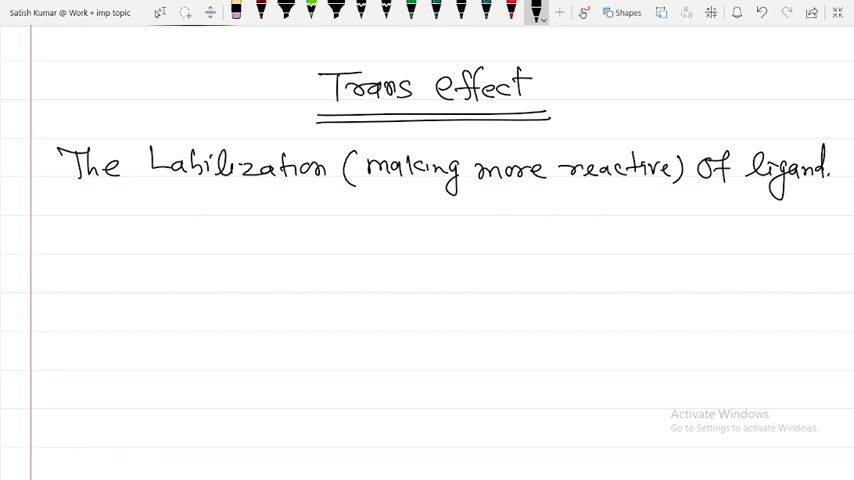 Satish Kumar @ Work » imp topic
Shapes
Trans effect
The Labilization (making more reactive) of ligand.
Activate Windows
Go to Settings to activate Windows.